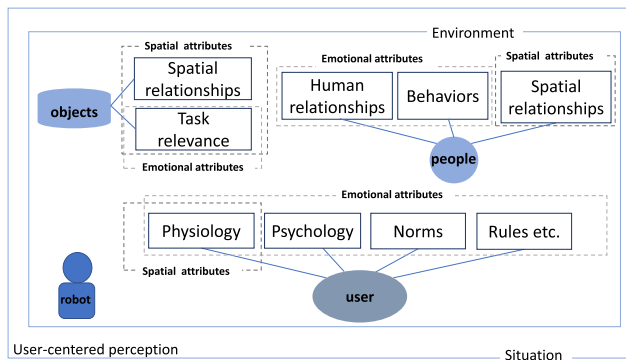 Environment
Spatial attributes
Spatial
relationships
objects
Task
relevance
Emotional attributes
Emotional attributes
Human
relationships
Behaviors
Spatial attributes
Spatial
relationships
people
Emotional attributes
Physiology
Psychology
Norms
Rules etc.
Spatial attributes
user
robot
User-centered perception
Situation